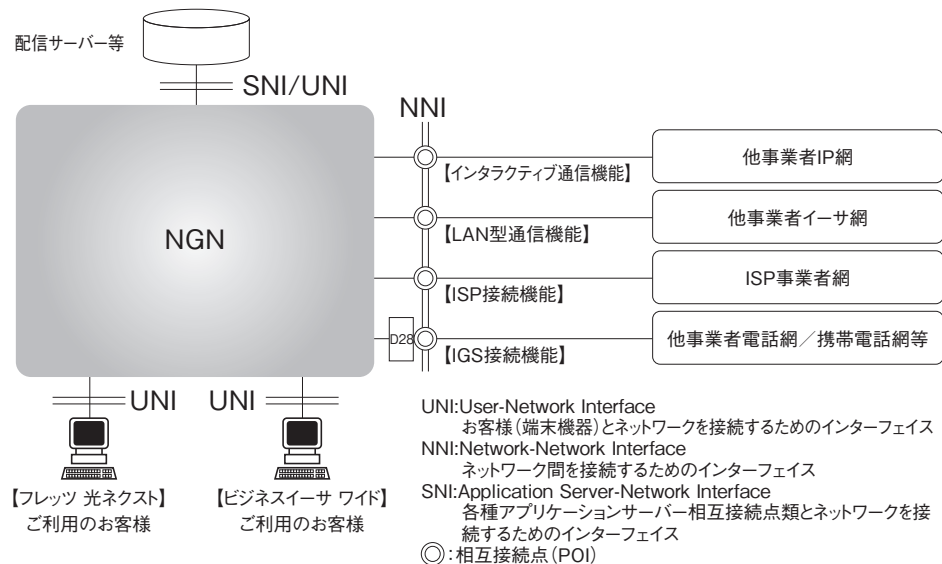 配信サーバー等
SNI/UNI
NNI
NGN
他事業者IP網
【インタラクティブ通信機能】
他事業者イーサ網
【LAN型通信機能】
ISP事業者網
【ISP接続機能】
D28
他事業者電話網／携帯電話網等
【IGS接続機能】
UNI
UNI
【フレッツ 光ネクスト】
ご利用のお客様
【ビジネスイーサ ワイド】
ご利用のお客様
UNI:User-Network Interface
お客様（端末機器）とネットワークを接続するためのインターフェイス
NNI:Network-Network Interface
ネットワーク間を接続するためのインターフェイス
SNI:Application Server-Network Interface
各種アプリケーションサーバー相互接続点類とネットワークを接
続するためのインターフェイス
◎:相互接続点（POI）